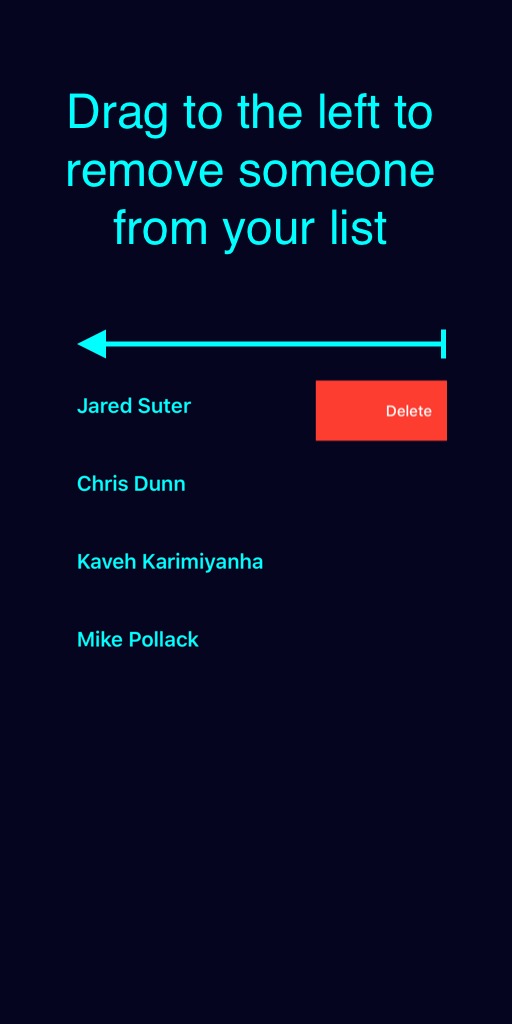 Drag to the left to
remove someone
from your list
Jared Suter
Delete
Chris Dunn
Kaveh Karimiyanha
Mike Pollack